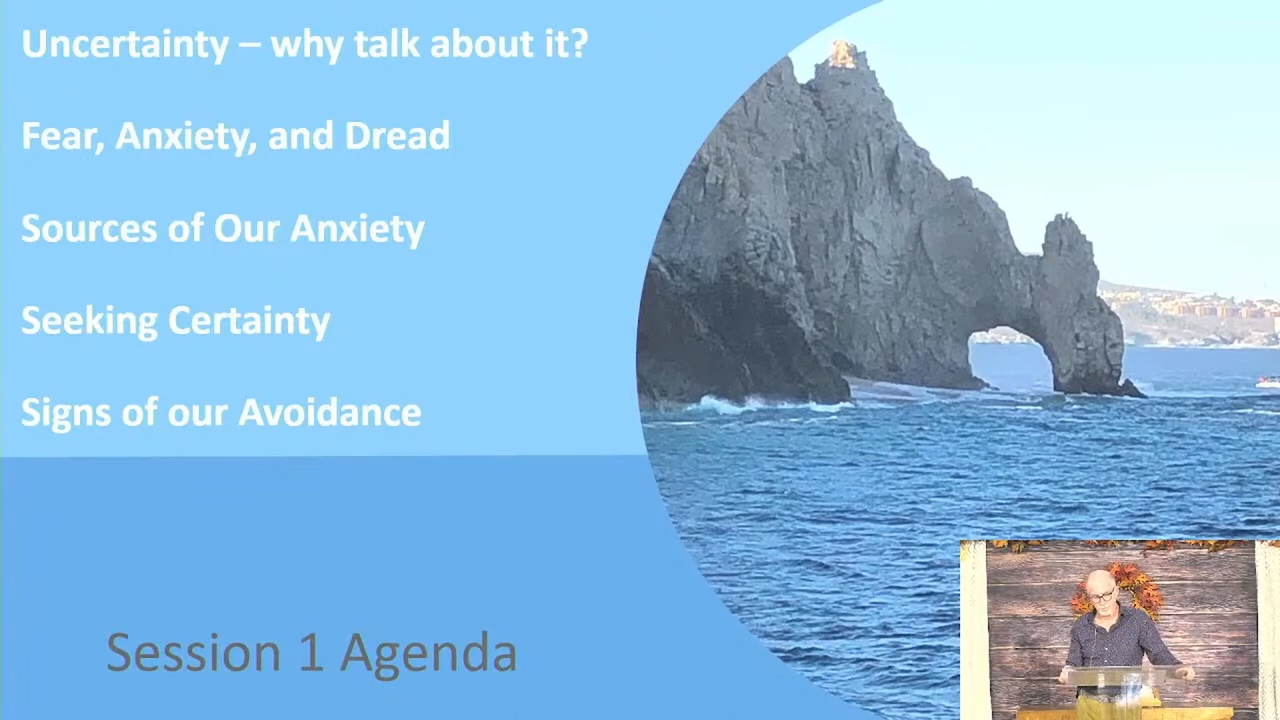 Uncertainty – why talk about it?
Fear, Anxiety, and Dread
Sources of Our Anxiety
Seeking Certainty
Signs of our Avoidance
Session 1 Agenda